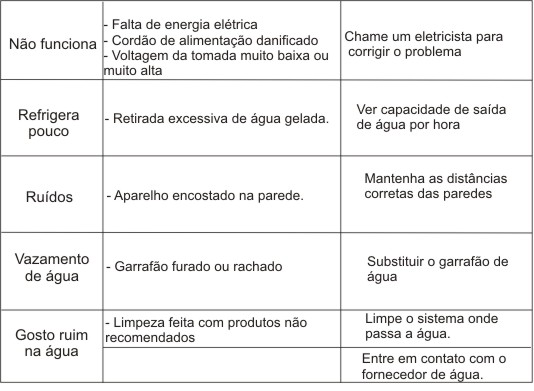 Não funciona
- Falta de energia elétrica
- Cordão de alimentação danificado
- Voltagem da tomada muito baixa ou
muito alta
Chame um eletricista para
corrigir o problema
Refrigera
pouco
- Retirada excessiva de água gelada.
Ver capacidade de saída
de água por hora
Ruídos
- Aparelho encostado na parede.
Mantenha as distâncias
corretas das paredes
Vazamento
de água
- Garrafão furado ou rachado
Substituir o garrafão de
água
Gosto ruim
na água
- Limpeza feita com produtos não
recomendados
Limpe o sistema onde
passa a água.
Entre em contato com o
fornecedor de água.